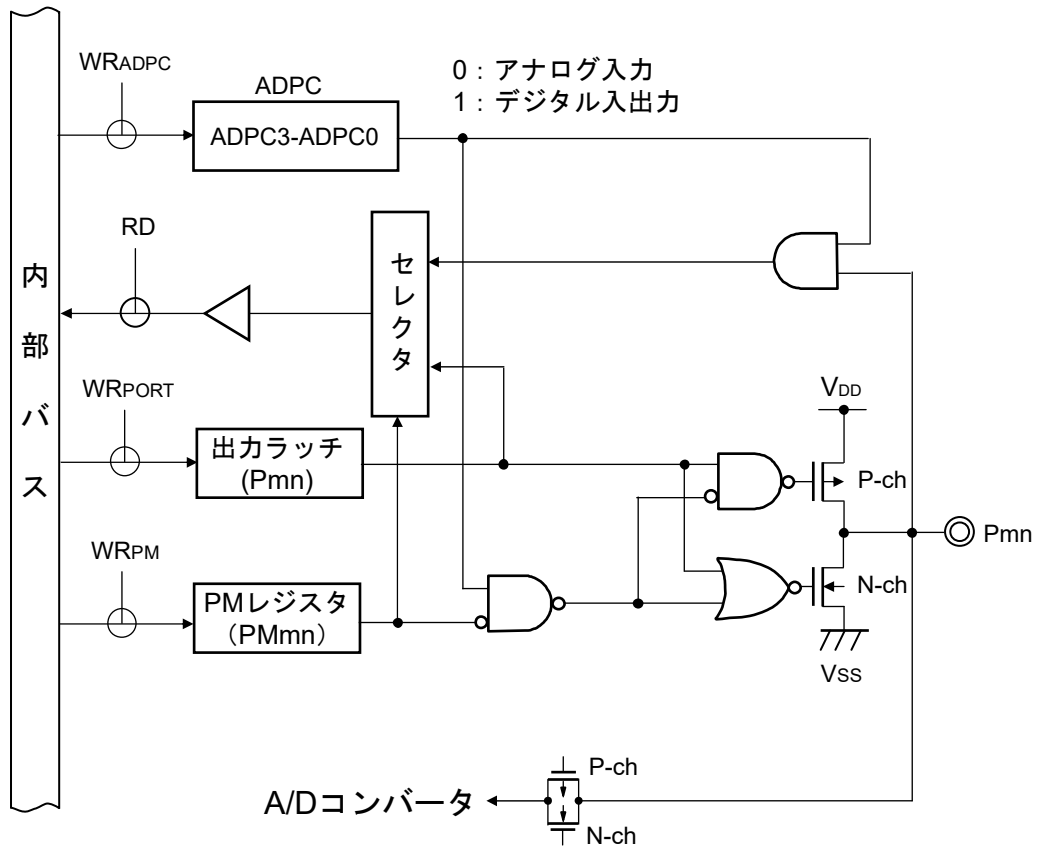 WRADPC
ADPC
ADPC3-ADPC0
0：アナログ入力
1：デジタル入出力
RD
セレクタ
内部バス
WRPORT
出力ラッチ
(Pmn)
VDD
P-ch
Pmn
N-ch
VSS
WRPM
PMレジスタ
（PMmn）
P-ch
A/Dコンバータ
N-ch